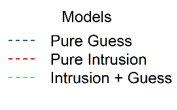 Models
Pure Guess
Pure Intrusion
Intrusion + Guess